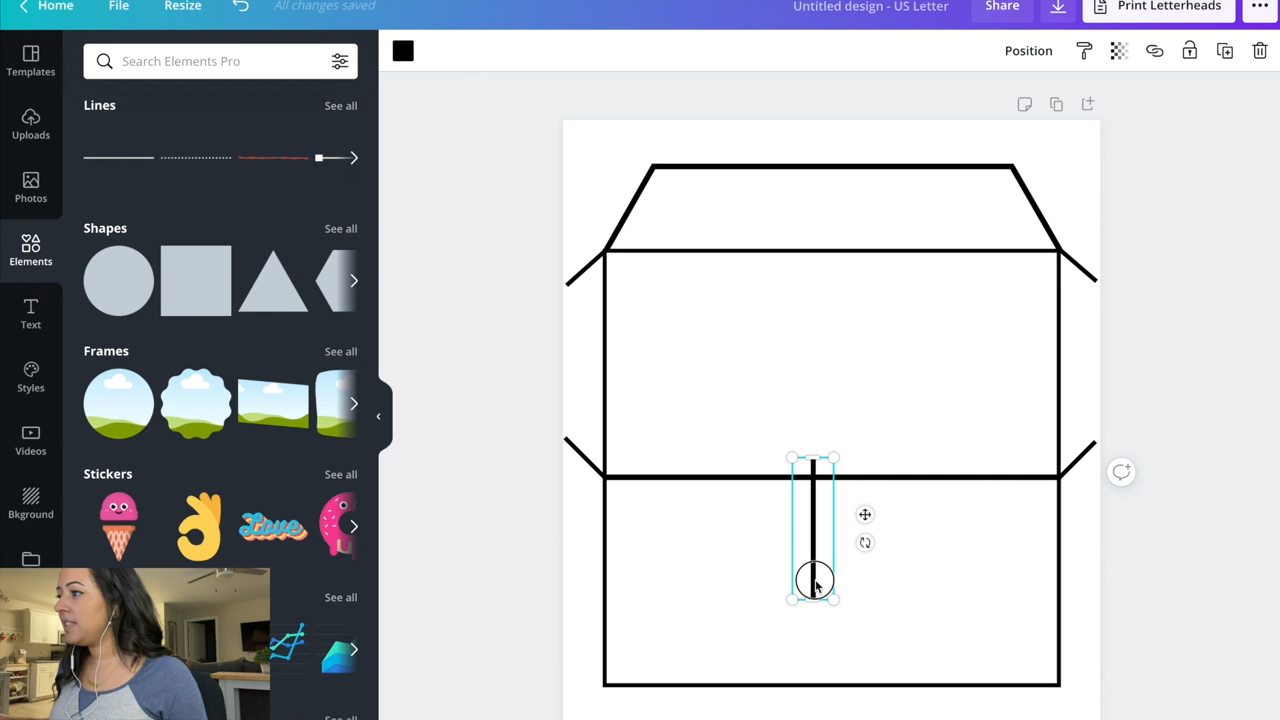 Home File Resize All changes saved Untitled design - US Letter Share Print Letterheads
Templates
Uploads
Photos
Elements
Text
Styles
Videos
Bkground
Search Elements Pro
Lines See all
Shapes See all
Frames See all
Stickers See all
Love
See all
Position